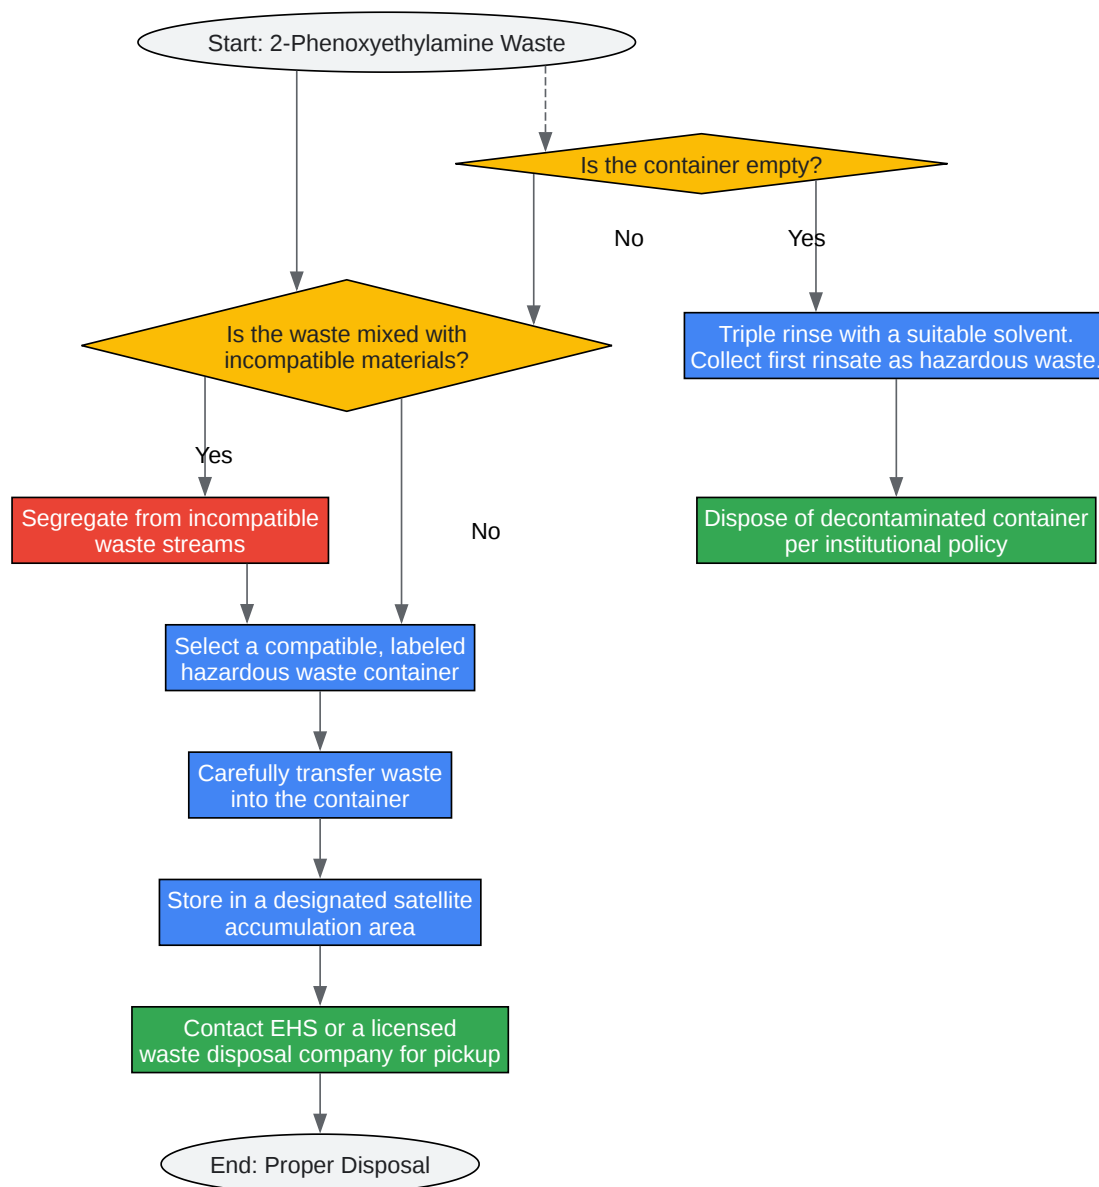 Start: 2-Phenoxyethylamine Waste
Is the container empty?
No
Yes
Is the waste mixed with
incompatible materials?
Triple rinse with a suitable solvent.
Collect first rinsate as hazardous waste.
Yes
No
Segregate from incompatible
waste streams
Dispose of decontaminated container
per institutional policy
Select a compatible, labeled
hazardous waste container
Carefully transfer waste
into the container
Store in a designated satellite
accumulation area
Contact EHS or a licensed
waste disposal company for pickup
End: Proper Disposal